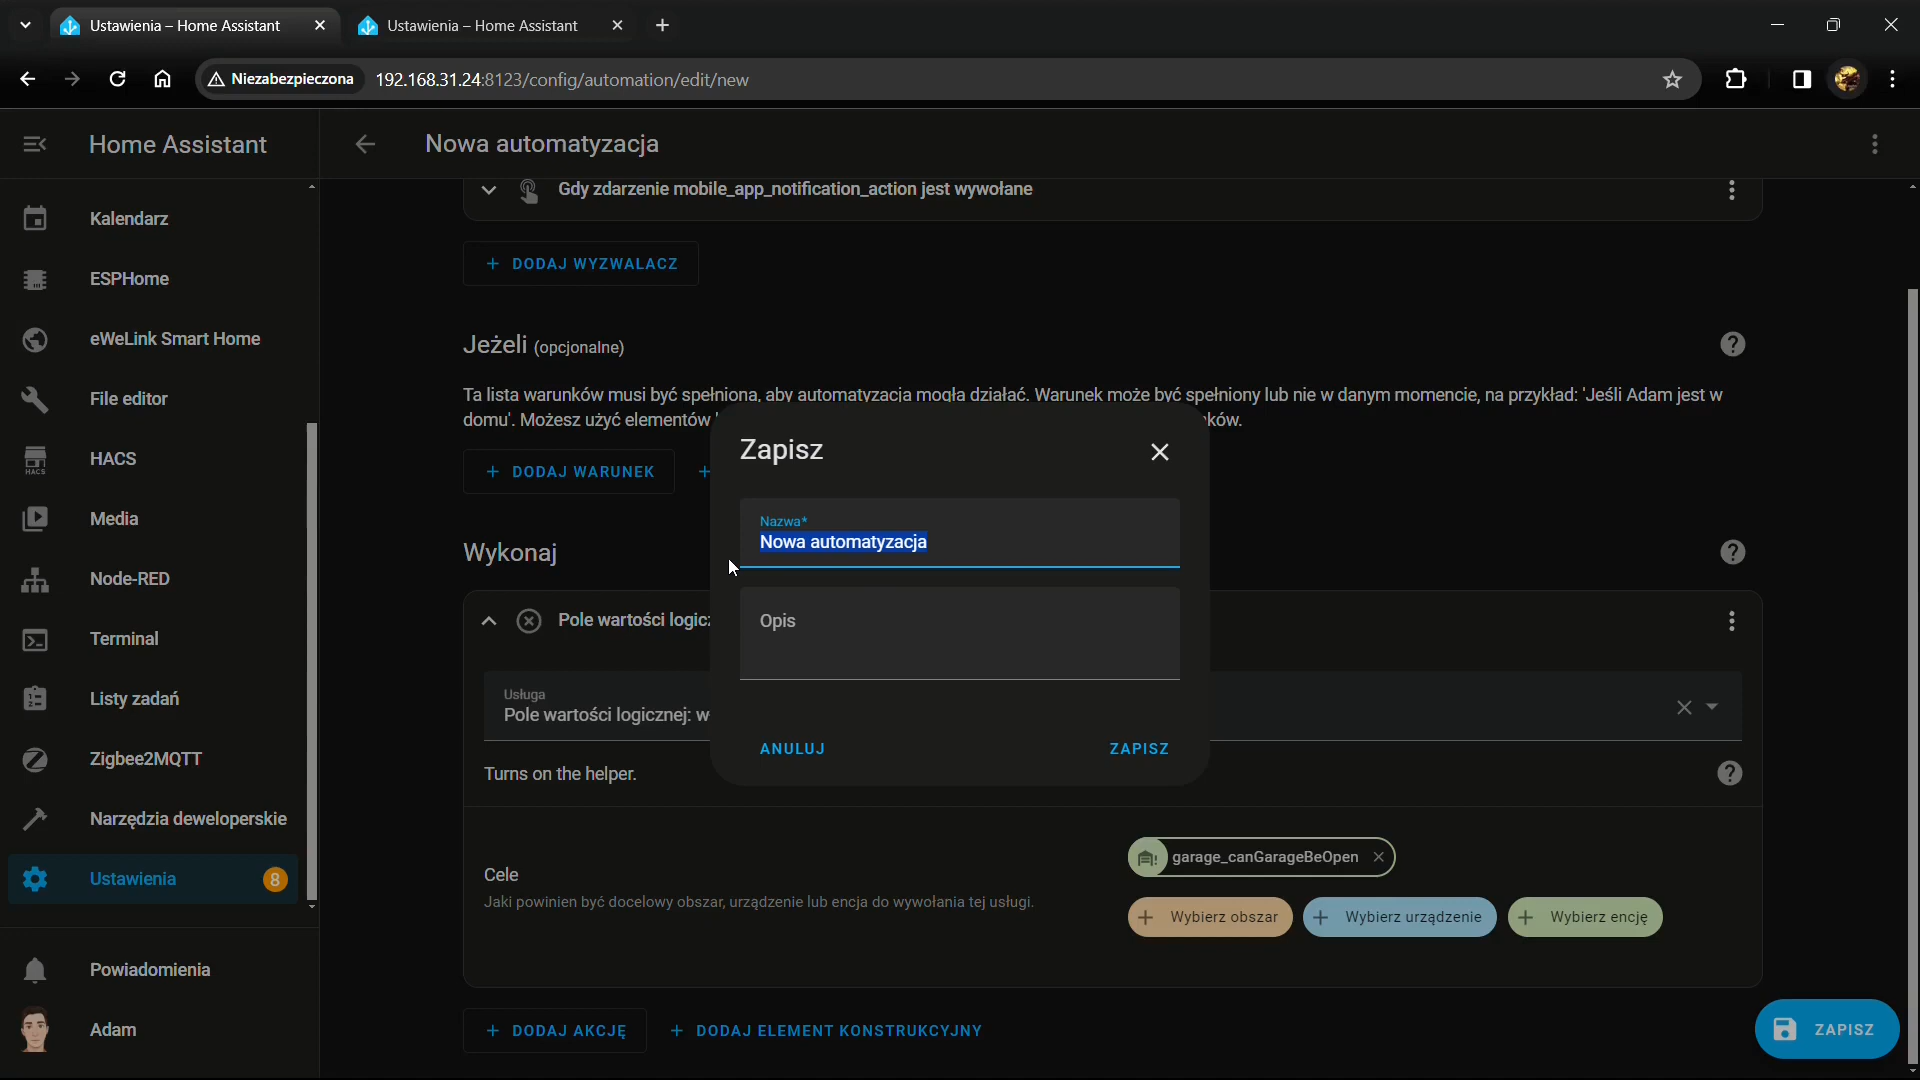 Ustawienia – Home Assistant
Ustawienia – Home Assistant
Niezabezpieczona
192.168.31.24:8123/config/automation/edit/new
Home Assistant
Nowa automatyzacja
Kalendarz
ESPHome
eWeLink Smart Home
File editor
HACS
HACS
Media
Node-RED
Terminal
Listy zadań
Zigbee2MQTT
Narzędzia deweloperskie
Ustawienia
8
Powiadomienia
Adam
Gdy zdarzenie mobile_app_notification_action jest wywołane
+ DODAJ WYZWALACZ
Jeżeli (opcjonalne)
Ta lista warunków musi być spełniona, aby automatyzacja mogła działać. Warunek może być spełniony lub nie w danym momencie, na przykład: 'Jeśli Adam jest w
domu'. Możesz użyć elementów
ków.
+ DODAJ WARUNEK
+
Wykonaj
Pole wartości logicz
Usługa
Pole wartości logicznej: w
Turns on the helper.
Cele
Jaki powinien być docelowy obszar, urządzenie lub encja do wywołania tej usługi.
garage_canGarageBeOpen
+ Wybierz obszar
+ Wybierz urządzenie
+ Wybierz encję
+ DODAJ AKCJĘ
+ DODAJ ELEMENT KONSTRUKCYJNY
ZAPISZ
Zapisz
Nazwa*
Nowa automatyzacja
Opis
ANULUJ
ZAPISZ